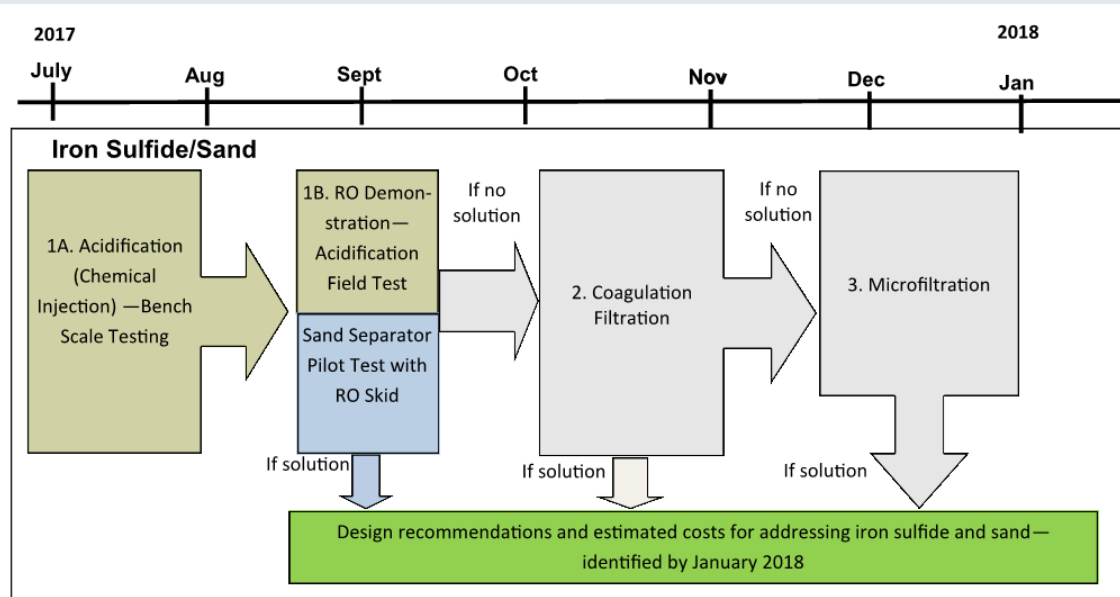 2017
2018
July
Aug
Sept
Oct
Nov
Dec
Jan
Iron Sulfide/Sand
1A. Acidification
(Chemical
Injection) —Bench
Scale Testing
1B. RO Demon-
stration—
Acidification
Field Test
Sand Separator
Pilot Test with
RO Skid
If no
solution
2. Coagulation
Filtration
If no
solution
3. Microfiltration
If solution
If solution
If solution
Design recommendations and estimated costs for addressing iron sulfide and sand—
identified by January 2018